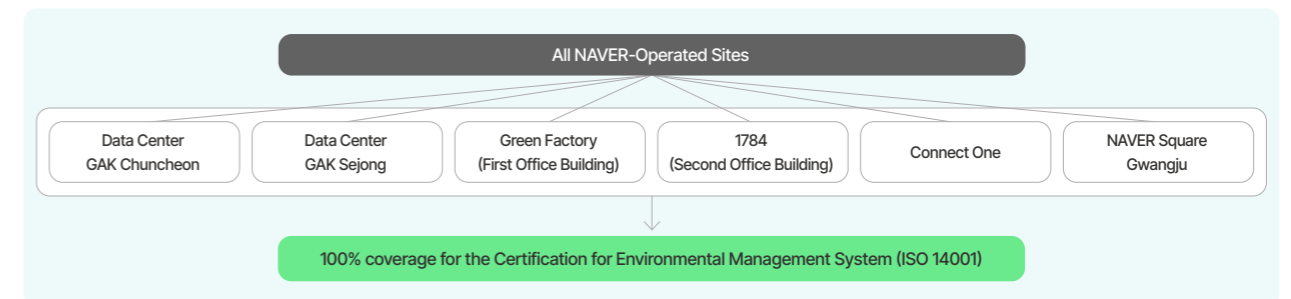 All NAVER-Operated Sites
Data Center
GAK Chuncheon
Data Center
GAK Sejong
Green Factory
(First Office Building)
1784
(Second Office Building)
Connect One
NAVER Square
Gwangju
100% coverage for the Certification for Environmental Management System (ISO 14001)